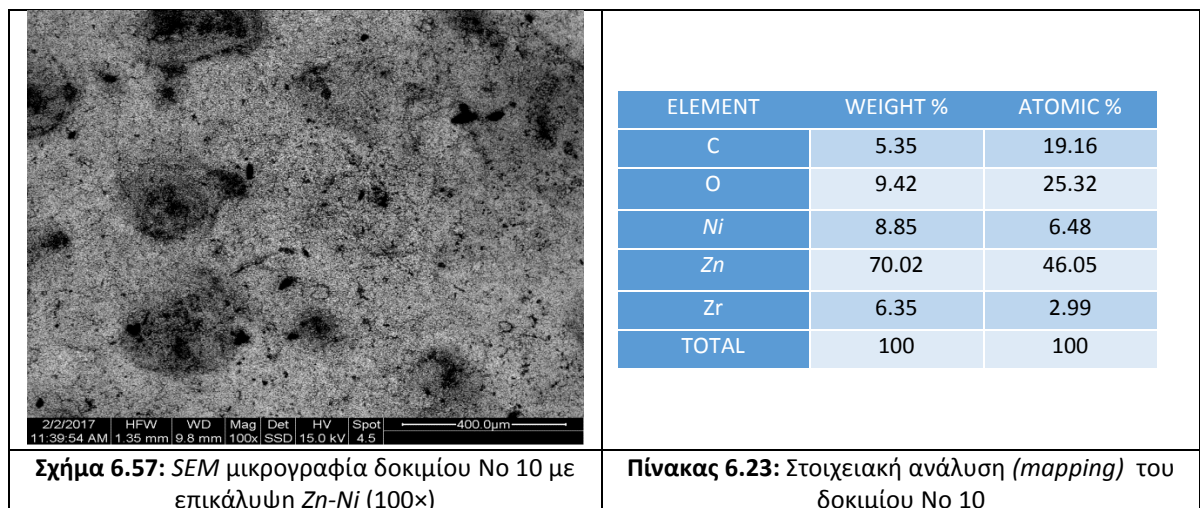 ELEMENT WEIGHT % ATOMIC %
C 5.35 19.16
O 9.42 25.32
Ni 8.85 6.48
Zn 70.02 46.05
Zr 6.35 2.99
TOTAL 100 100
2/2/2017 HFW WD Mag Det HV Spot 400.0µm
11:39:54 AM 1.35 mm 9.8 mm 100x SSD 15.0 kV 4.5
Σχήμα 6.57: SEM μικρογραφία δοκιμίου Νο 10 με
επικάλυψη Zn-Ni (100×)
Πίνακας 6.23: Στοιχειακή ανάλυση (mapping) του
δοκιμίου Νο 10